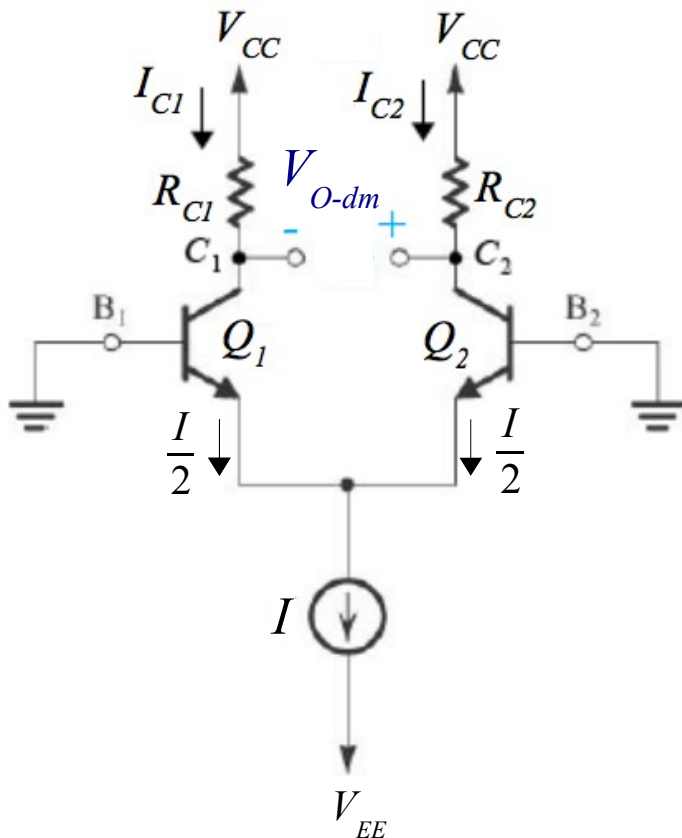 V_CC V_CC
I_C1 I_C2
R_C1 V_O-dm R_C2
- +
C_1 C_2
B_1 B_2
Q_1 Q_2
I/2 I/2
I
V_EE